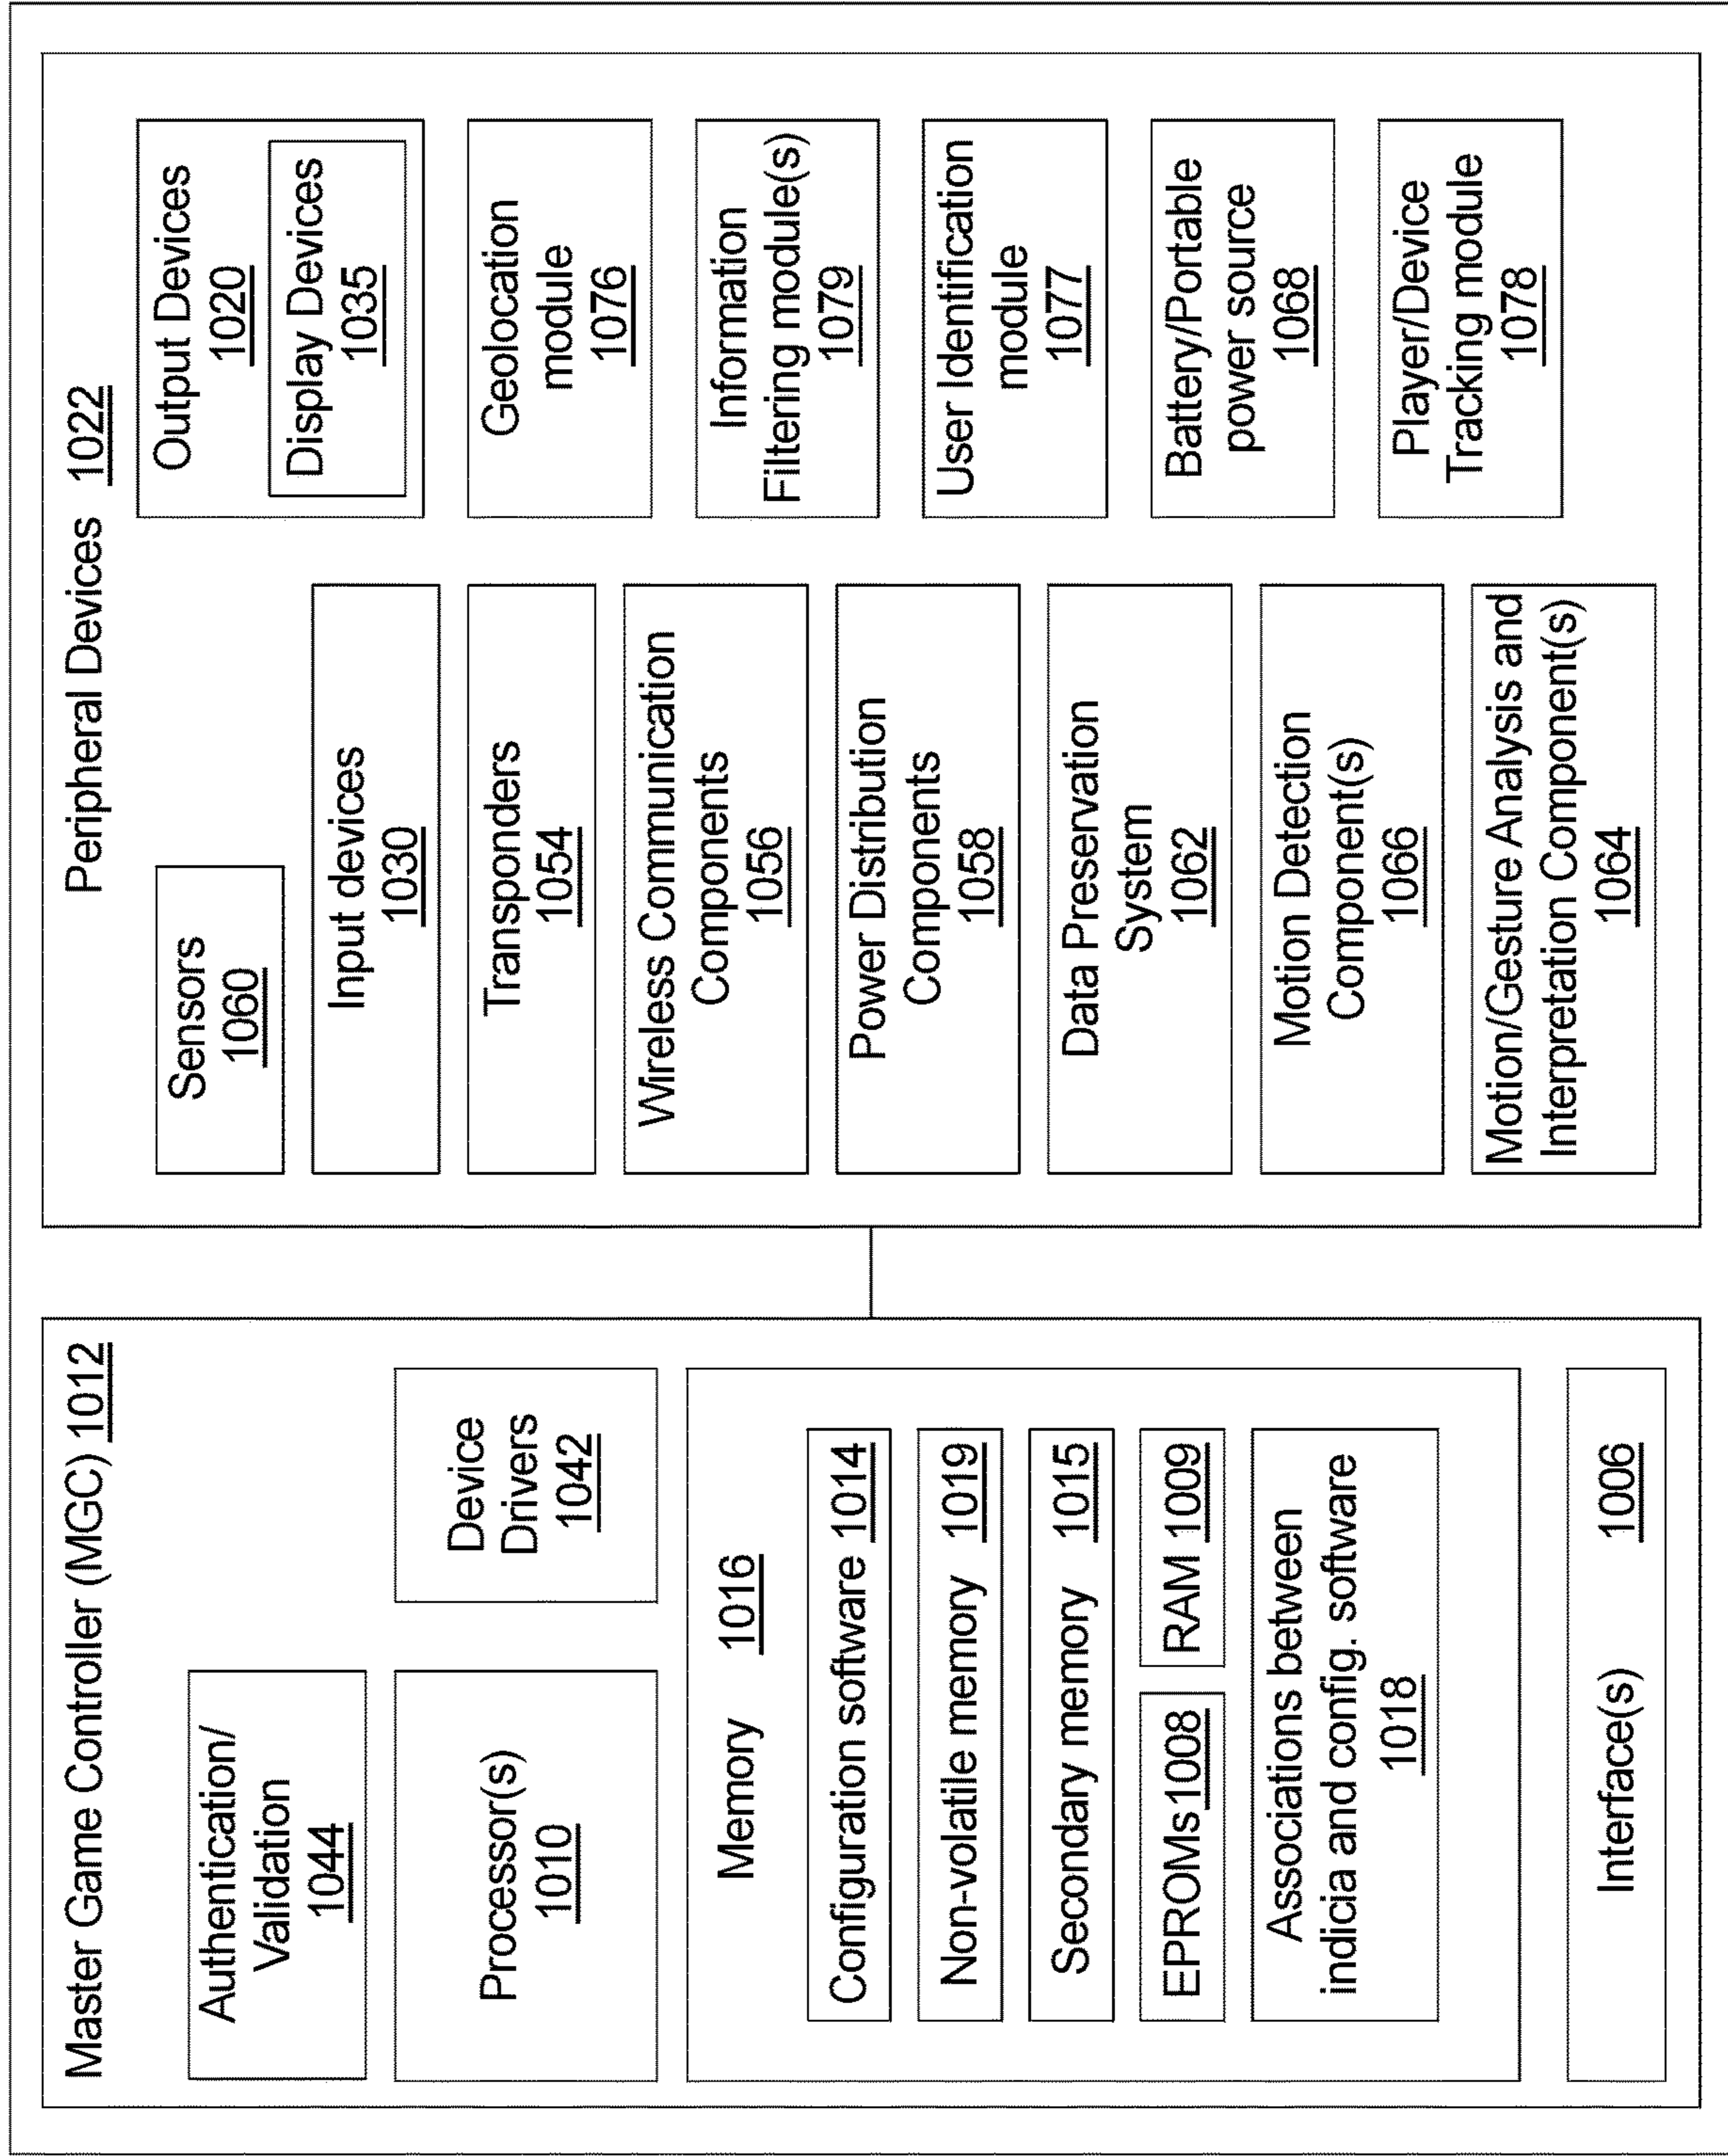 Master Game Controller (MGC) 1012
Authentication/
Validation
1044
Processor(s)
1010
Device
Drivers
1042
Memory 1016
Configuration software 1014
Non-volatile memory 1019
Secondary memory 1015
EPROMs 1008
RAM 1009
Associations between
indicia and config. software
1018
Interface(s) 1006
Peripheral Devices 1022
Sensors
1060
Input devices
1030
Transponders
1054
Wireless Communication
Components
1056
Power Distribution
Components
1058
Data Preservation
System
1062
Motion Detection
Component(s)
1066
Motion/Gesture Analysis and
Interpretation Component(s)
1064
Output Devices
1020
Display Devices
1035
Geolocation
module
1076
Information
Filtering module(s)
1079
User Identification
module
1077
Battery/Portable
power source
1068
Player/Device
Tracking module
1078